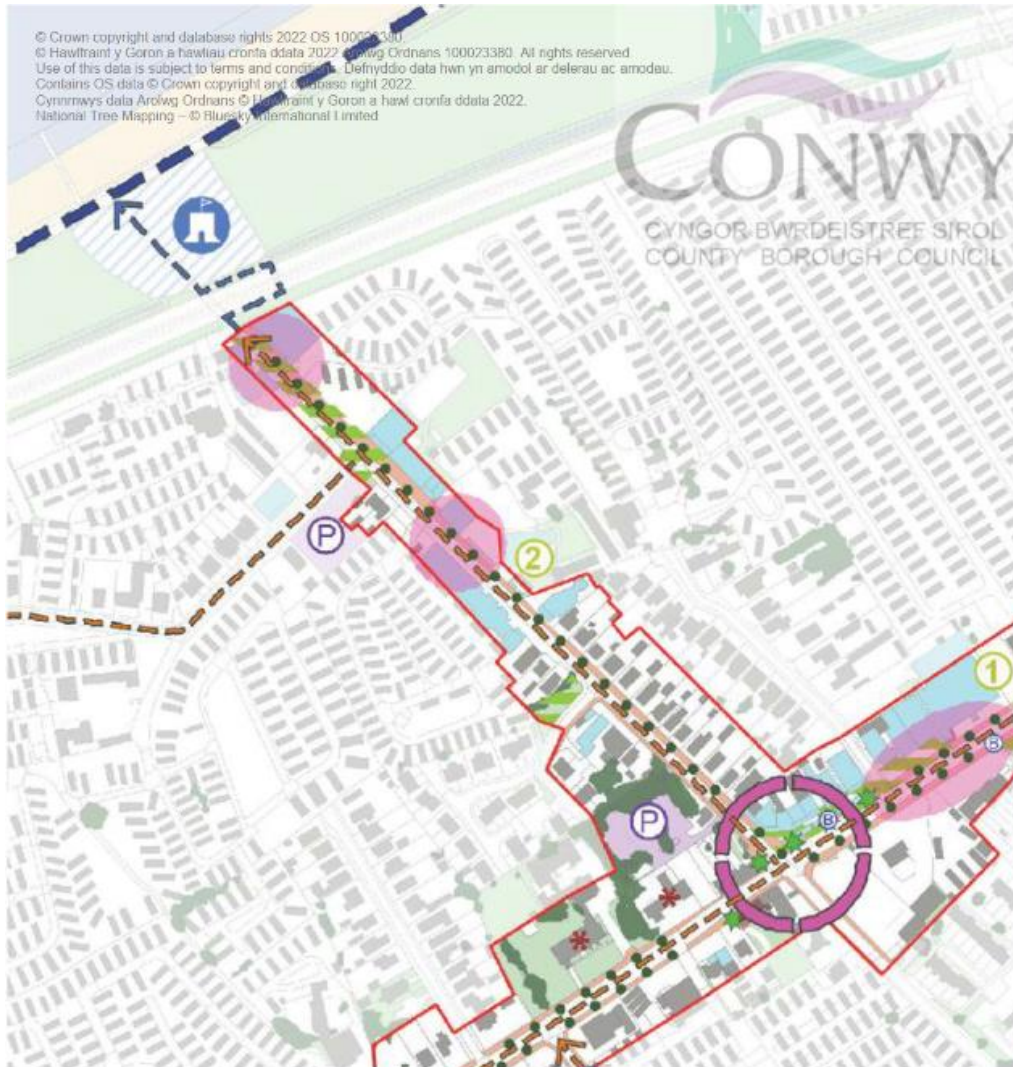 © Crown copyright and database rights 2022 OS 100023380
© Hawlfraint y Goron a hawliau cronfa ddata 2022 Arolwg Ordnans 100023380. All rights reserved.
Use of this data is subject to terms and conditions. Defnyddio data hwn yn amodol ar delerau ac amodau.
Contains OS data © Crown copyright and database right 2022.
Cynnmwys data Arolwg Ordnans © Hawlfraint y Goron a hawl cronfa ddata 2022.
National Tree Mapping – © Bluesky International Limited
CONWY
CYNGOR BWRDEISTREF SIROL
COUNTY BOROUGH COUNCIL
P
2
1
B
P
B